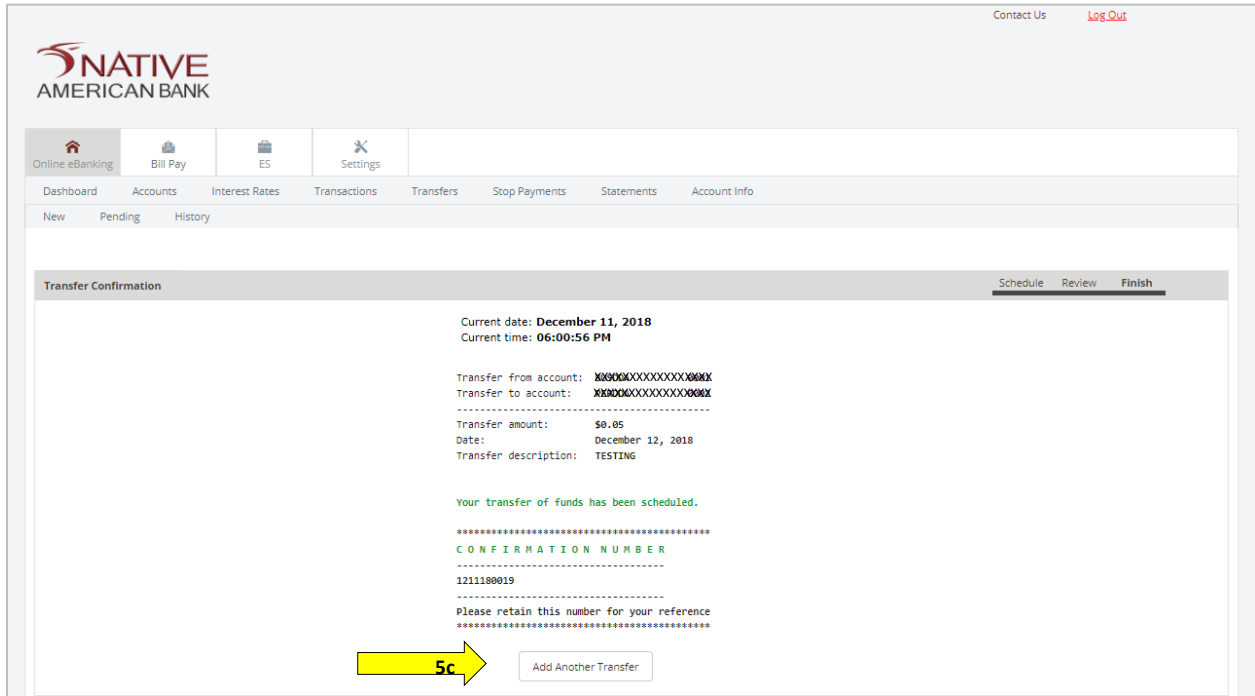 Contact Us Log Out
NATIVE
AMERICAN BANK
Online eBanking Bill Pay ES Settings
Dashboard Accounts Interest Rates Transactions Transfers Stop Payments Statements Account Info
New Pending History
Transfer Confirmation Schedule Review Finish
Current date: December 11, 2018
Current time: 06:00:56 PM
Transfer from account:
Transfer to account:
--------------------------------------------
Transfer amount: $0.05
Date: December 12, 2018
Transfer description: TESTING
Your transfer of funds has been scheduled.
********************************************
C O N F I R M A T I O N N U M B E R
------------------------------------
1211180019
------------------------------------
Please retain this number for your reference
********************************************
5c Add Another Transfer